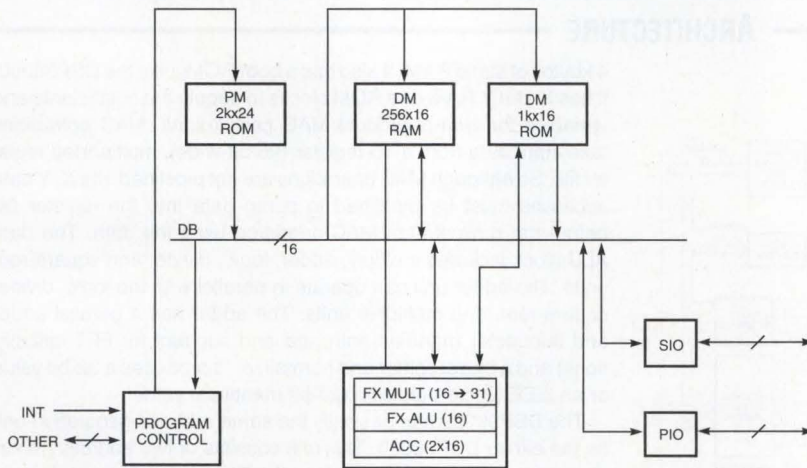 ARCHITECTURE
PM
2kx24
ROM
DM
256x16
RAM
DM
1kx16
ROM
DB
16
SIO
PIO
INT
OTHER
PROGRAM
CONTROL
FX MULT (16 → 31)
FX ALU (16)
ACC (2x16)